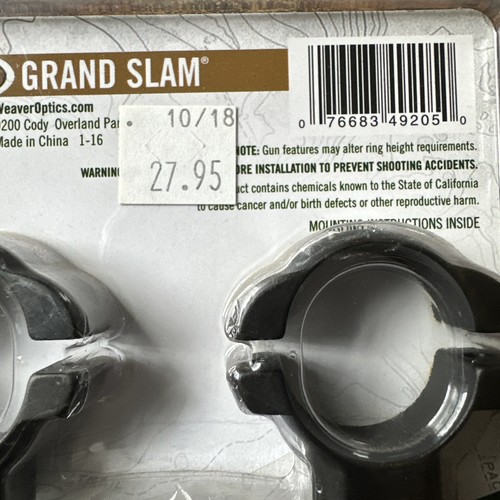 GRAND SLAM®
WeaverOptics.com
9200 Cody Overland Par
Made in China 1-16
10/18
27.95
0 76683 49205 0
NOTE: Gun features may alter ring height requirements.
WARNING ORE INSTALLATION TO PREVENT SHOOTING ACCIDENTS.
uct contains chemicals known to the State of California
to cause cancer and/or birth defects or other reproductive harm.
MOUNTING INSTRUCTIONS INSIDE